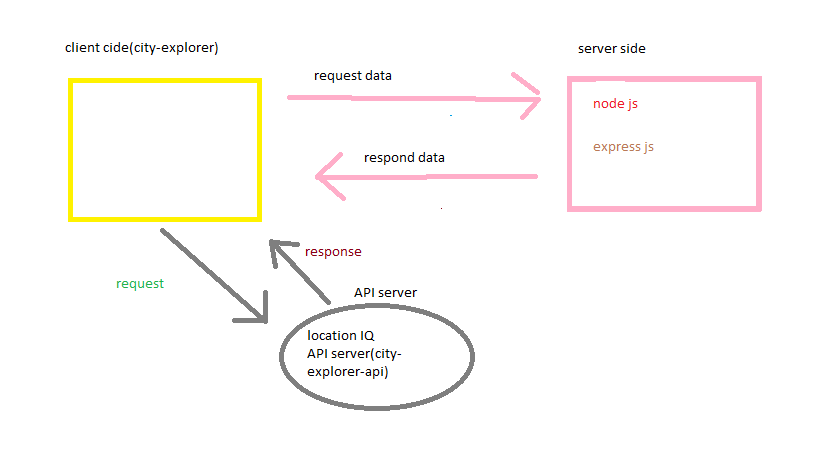 client cide(city-explorer)
server side
request data
node js
express js
respond data
response
request
API server
location IQ
API server(city-
explorer-api)